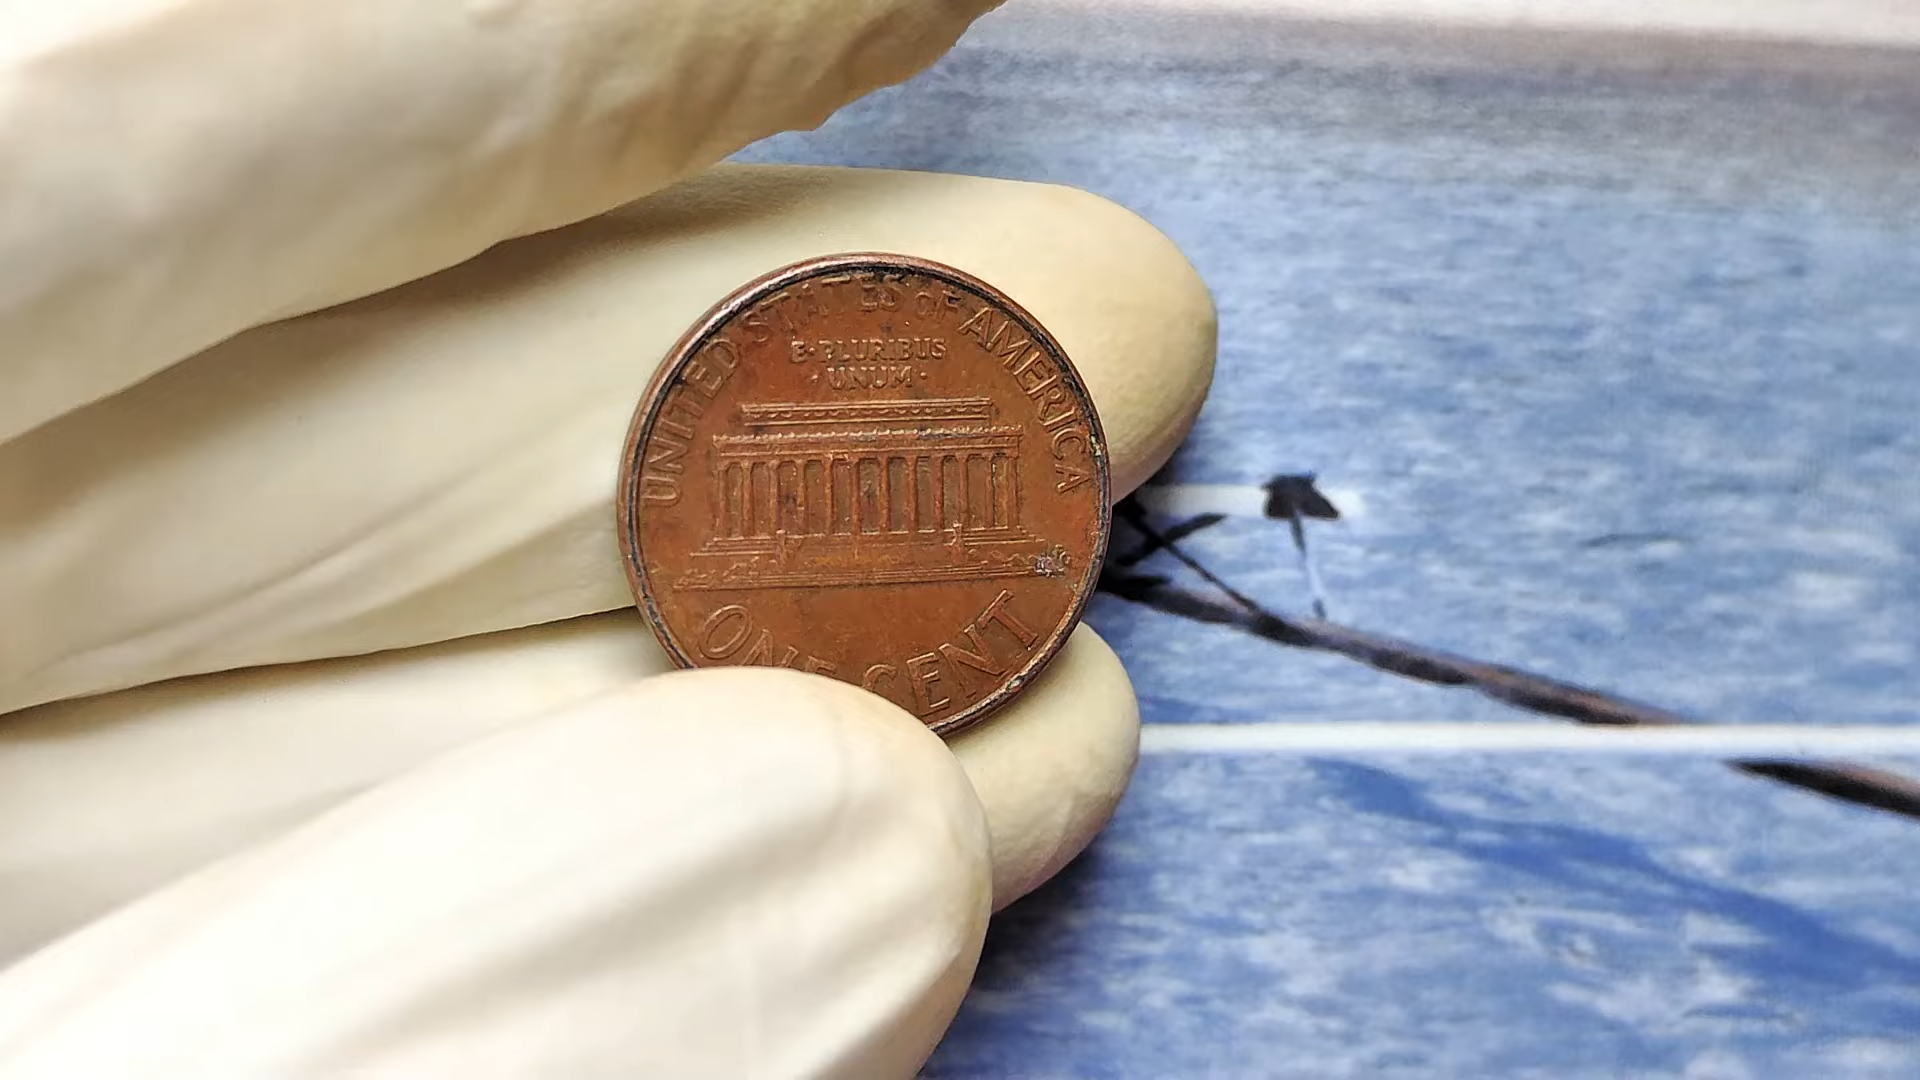 UNITED STATES OF AMERICA
E·PLURIBUS
·UNUM·
ONE CENT